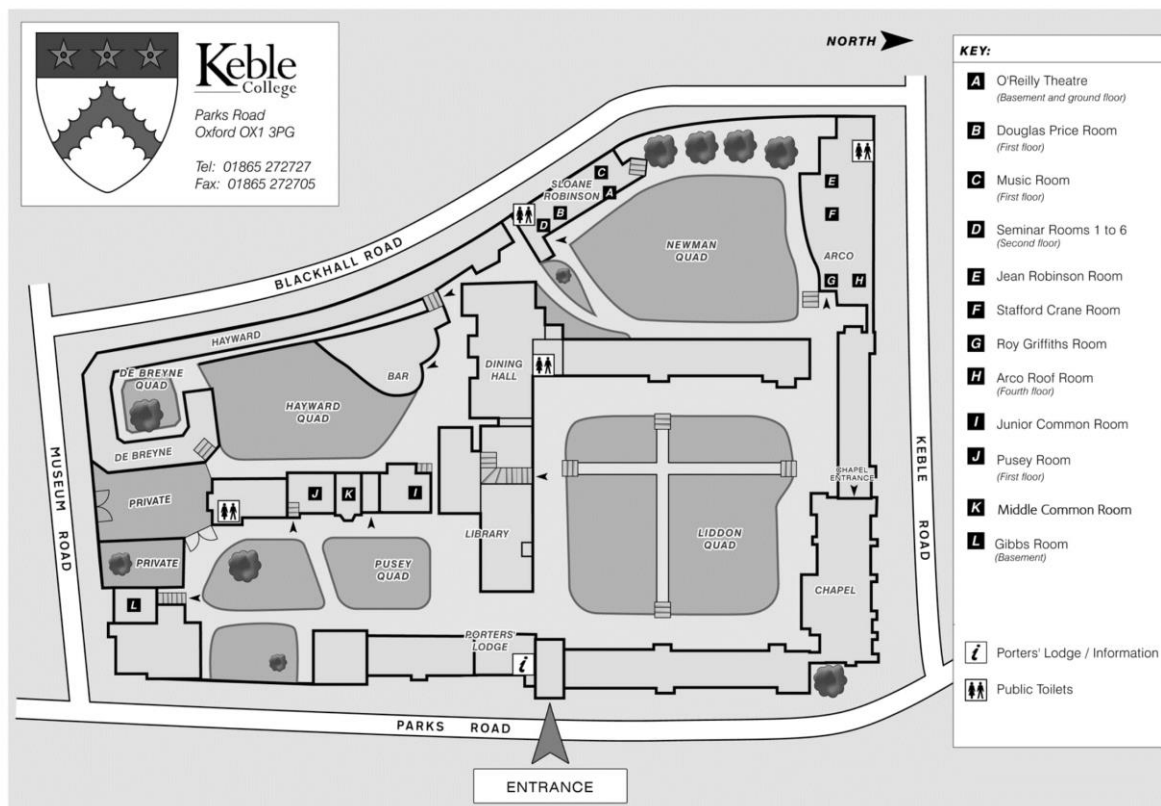 Keble
College
Parks Road
Oxford OX1 3PG
Tel: 01865 272727
Fax: 01865 272705
NORTH
BLACKHALL ROAD
MUSEUM ROAD
KEBLE ROAD
PARKS ROAD
ENTRANCE
SLOANE
ROBINSON
C
A
B
D
NEWMAN
QUAD
E
F
ARCO
G
H
HAYWARD
DE BREYNE
QUAD
DE BREYNE
HAYWARD
QUAD
BAR
DINING
HALL
PRIVATE
PRIVATE
J
K
I
L
LIBRARY
PUSEY
QUAD
LIDDON
QUAD
CHAPEL
ENTRANCE
CHAPEL
PORTERS'
LODGE
i
KEY:
A O'Reilly Theatre
(Basement and ground floor)
B Douglas Price Room
(First floor)
C Music Room
(First floor)
D Seminar Rooms 1 to 6
(Second floor)
E Jean Robinson Room
F Stafford Crane Room
G Roy Griffiths Room
H Arco Roof Room
(Fourth floor)
I Junior Common Room
J Pusey Room
(First floor)
K Middle Common Room
L Gibbs Room
(Basement)
i Porters' Lodge / Information
Public Toilets